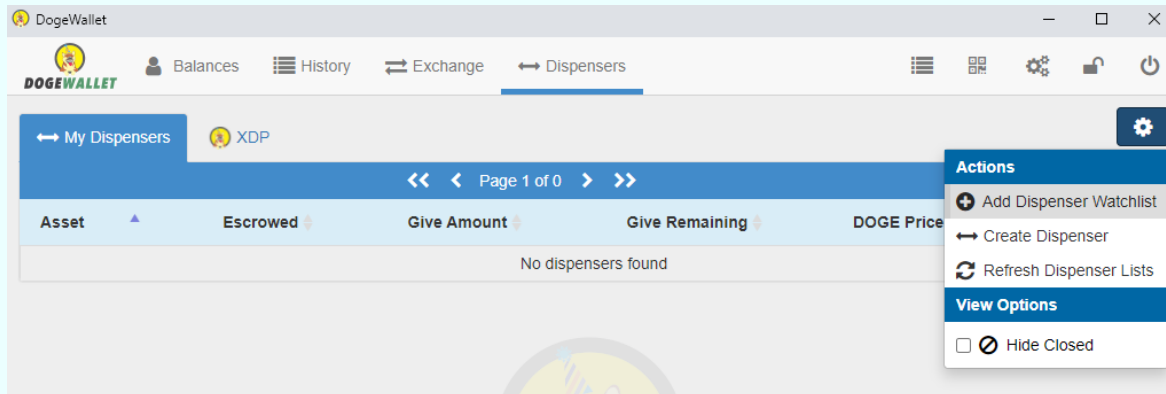 DogeWallet
DOGEWALLET Balances History Exchange Dispensers
My Dispensers XDP
Page 1 of 0
Asset Escrowed Give Amount Give Remaining DOGE Price
No dispensers found
Actions
Add Dispenser Watchlist
Create Dispenser
Refresh Dispenser Lists
View Options
Hide Closed